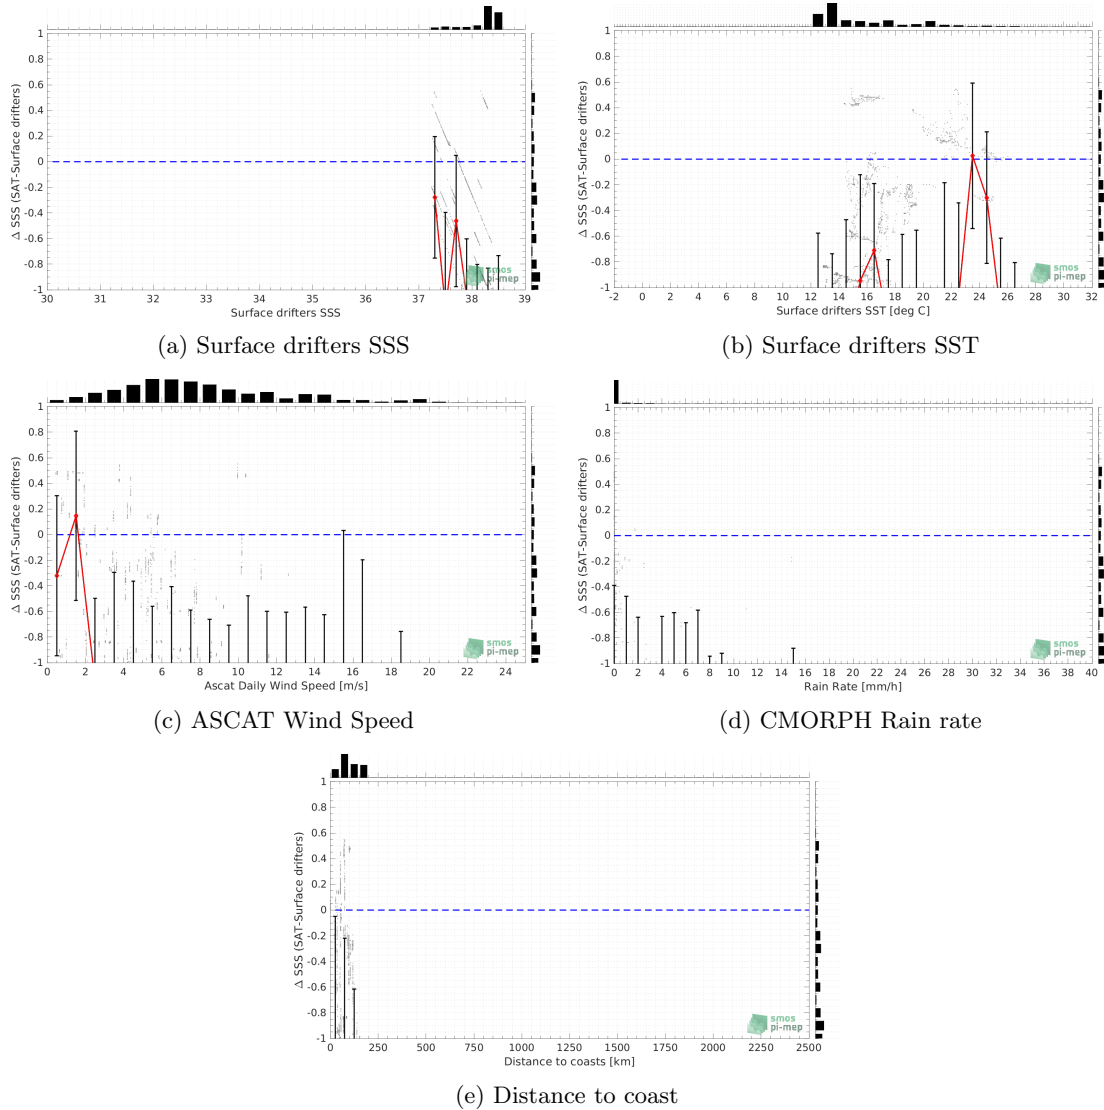 1
0.8
0.6
0.4
0.2
0
-0.2
-0.4
-0.6
-0.8
-1
Δ SSS (SAT-Surface drifters)
30 31 32 33 34 35 36 37 38 39
Surface drifters SSS
smos
pi-mep
(a) Surface drifters SSS
1
0.8
0.6
0.4
0.2
0
-0.2
-0.4
-0.6
-0.8
-1
Δ SSS (SAT-Surface drifters)
-2 0 2 4 6 8 10 12 14 16 18 20 22 24 26 28 30 32
Surface drifters SST [deg C]
smos
pi-mep
(b) Surface drifters SST
1
0.8
0.6
0.4
0.2
0
-0.2
-0.4
-0.6
-0.8
-1
Δ SSS (SAT-Surface drifters)
0 2 4 6 8 10 12 14 16 18 20 22 24
Ascat Daily Wind Speed [m/s]
smos
pi-mep
(c) ASCAT Wind Speed
1
0.8
0.6
0.4
0.2
0
-0.2
-0.4
-0.6
-0.8
-1
Δ SSS (SAT-Surface drifters)
0 2 4 6 8 10 12 14 16 18 20 22 24 26 28 30 32 34 36 38 40
Rain Rate [mm/h]
smos
pi-mep
(d) CMORPH Rain rate
1
0.8
0.6
0.4
0.2
0
-0.2
-0.4
-0.6
-0.8
-1
Δ SSS (SAT-Surface drifters)
0 250 500 750 1000 1250 1500 1750 2000 2250 2500
Distance to coasts [km]
smos
pi-mep
(e) Distance to coast